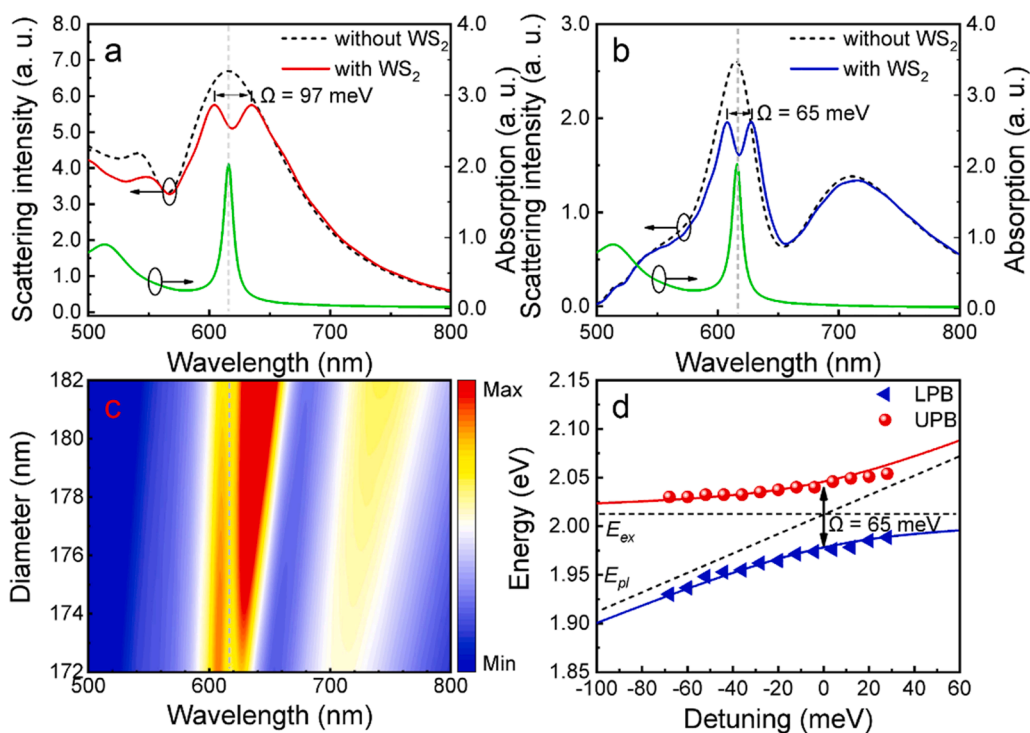 a
without WS2
with WS2
Ω = 97 meV
8.0
7.0
6.0
5.0
4.0
3.0
2.0
1.0
0.0
Scattering intensity (a. u.)
4.0
3.0
2.0
1.0
0.0
Absorption (a. u.)
500 600 700 800
Wavelength (nm)
b
without WS2
with WS2
Ω = 65 meV
3.0
2.0
1.0
0.0
Scattering intensity (a. u.)
4.0
3.0
2.0
1.0
0.0
Absorption (a. u.)
500 600 700 800
Wavelength (nm)
c
182
180
178
176
174
172
Diameter (nm)
Max
Min
500 600 700 800
Wavelength (nm)
d
LPB
UPB
2.15
2.10
2.05
2.00
1.95
1.90
1.85
Energy (eV)
Eex
Ω = 65 meV
Epl
-100 -80 -60 -40 -20 0 20 40 60
Detuning (meV)